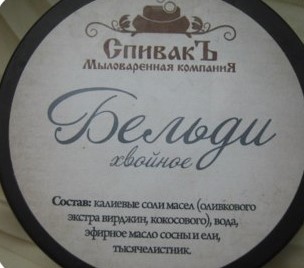 СпивакЪ
Мыловаренная компаниЯ
Бельди
хвойное
Состав: калиевые соли масел (оливкового
экстра вирджин, кокосового), вода,
эфирное масло сосны и ели,
тысячелистник.